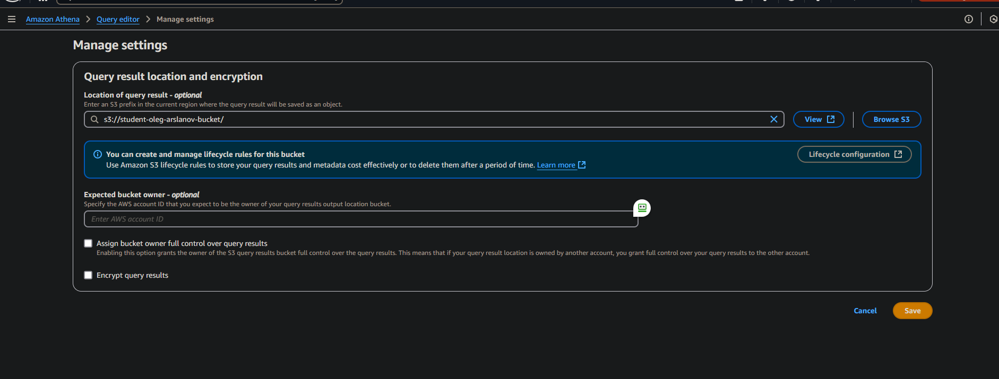 Amazon Athena > Query editor > Manage settings
Manage settings
Query result location and encryption
Location of query result - optional
Enter an S3 prefix in the current region where the query result will be saved as an object.
s3://student-oleg-arslanov-bucket/
View
Browse S3
You can create and manage lifecycle rules for this bucket
Lifecycle configuration
Use Amazon S3 lifecycle rules to store your query results and metadata cost effectively or to delete them after a period of time. Learn more
Expected bucket owner - optional
Specify the AWS account ID that you expect to be the owner of your query results output location bucket.
Enter AWS account ID
Assign bucket owner full control over query results
Enabling this option grants the owner of the S3 query results bucket full control over the query results. This means that if your query result location is owned by another account, you grant full control over your query results to the other account.
Encrypt query results
Cancel
Save